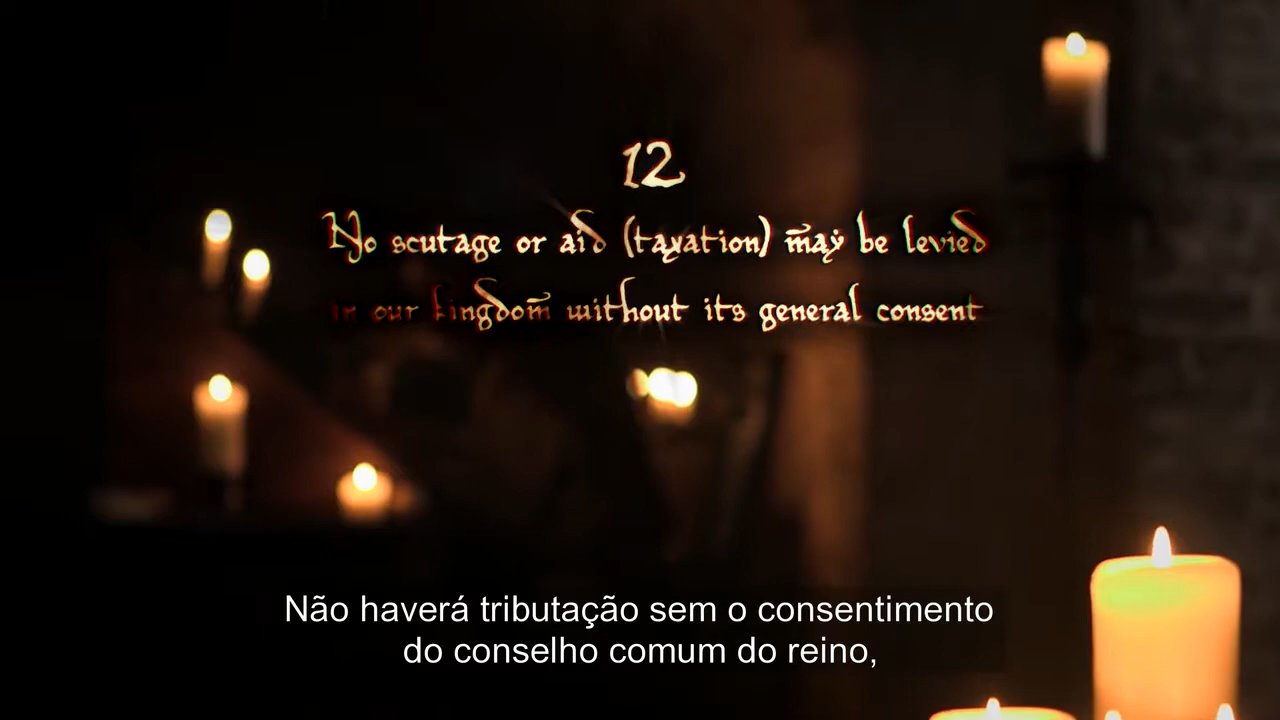 12
No scutage or aid (taxation) may be levied
in our kingdom without its general consent
Não haverá tributação sem o consentimento
do conselho comum do reino,